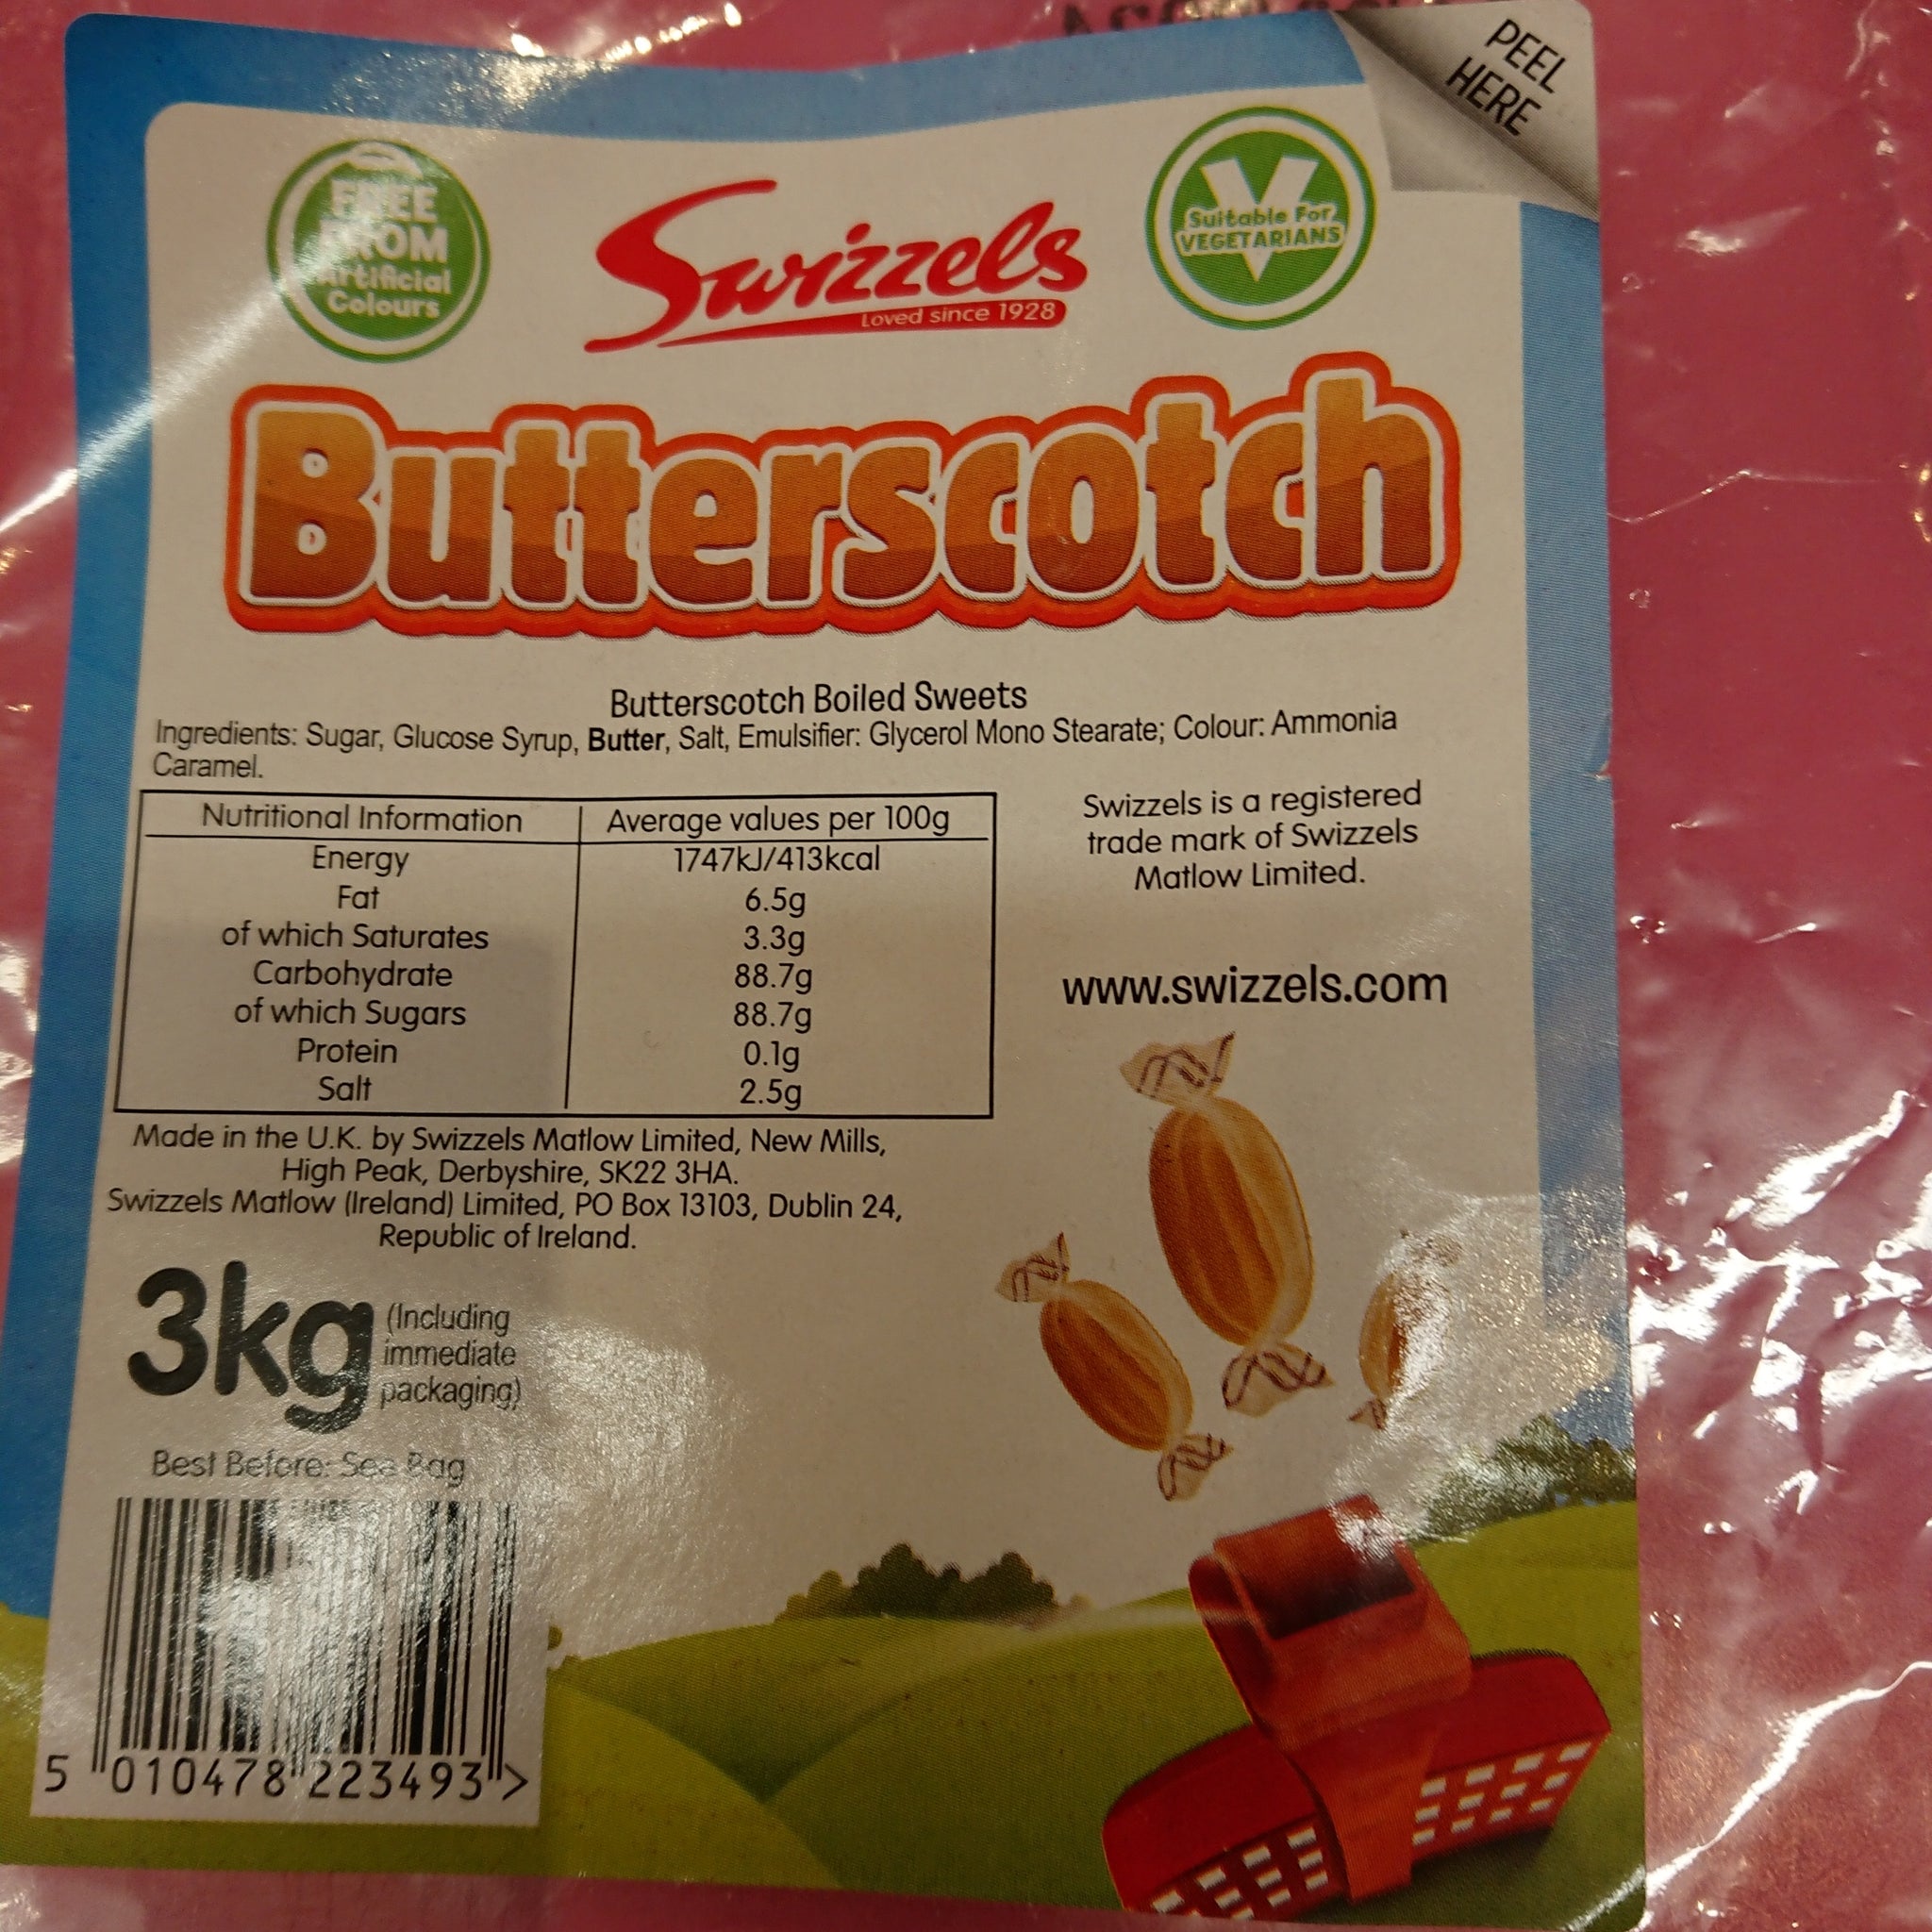 PEEL
HERE
FREE
FROM
Artificial
Colours
Swizzels
Loved since 1928
V
Suitable For
VEGETARIANS
Butterscotch
Butterscotch Boiled Sweets
Ingredients: Sugar, Glucose Syrup, Butter, Salt, Emulsifier: Glycerol Mono Stearate; Colour: Ammonia
Caramel.
Nutritional Information Average values per 100g
Energy 1747kJ/413kcal
Fat 6.5g
of which Saturates 3.3g
Carbohydrate 88.7g
of which Sugars 88.7g
Protein 0.1g
Salt 2.5g
Swizzels is a registered
trade mark of Swizzels
Matlow Limited.
www.swizzels.com
Made in the U.K. by Swizzels Matlow Limited, New Mills,
High Peak, Derbyshire, SK22 3HA.
Swizzels Matlow (Ireland) Limited, PO Box 13103, Dublin 24,
Republic of Ireland.
3kg (Including
immediate
packaging)
Best Before: See Bag
5 010478 223493 >